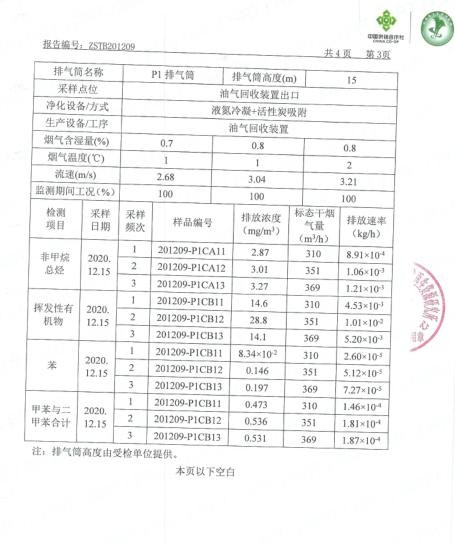 中国供销合作社
CHINA CO-OP
报告编号：ZSTB201209
共4页 第3页
排气筒名称 P1排气筒 排气筒高度(m) 15
采样点位 油气回收装置出口
净化设备/方式 液氮冷凝+活性炭吸附
生产设备/工序 油气回收装置
烟气含湿量(%) 0.7 0.8 0.8
烟气温度(℃) 1 1 2
流速(m/s) 2.68 3.04 3.21
监测期间工况(%) 100 100 100
检测项目 采样日期 采样频次 样品编号 排放浓度(mg/m³) 标态干烟气量(m³/h) 排放速率(kg/h)
非甲烷总烃 2020.12.15 1 201209-P1CA11 2.87 310 8.91×10⁻⁴
2 201209-P1CA12 3.01 351 1.06×10⁻³
3 201209-P1CA13 3.27 369 1.21×10⁻³
挥发性有机物 2020.12.15 1 201209-P1CB11 14.6 310 4.53×10⁻³
2 201209-P1CB12 28.8 351 1.01×10⁻²
3 201209-P1CB13 14.1 369 5.20×10⁻³
苯 2020.12.15 1 201209-P1CB11 8.34×10⁻² 310 2.60×10⁻⁵
2 201209-P1CB12 0.146 351 5.12×10⁻⁵
3 201209-P1CB13 0.197 369 7.27×10⁻⁵
甲苯与二甲苯合计 2020.12.15 1 201209-P1CB11 0.473 310 1.46×10⁻⁴
2 201209-P1CB12 0.536 351 1.81×10⁻⁴
3 201209-P1CB13 0.531 369 1.87×10⁻⁴
注：排气筒高度由受检单位提供。
本页以下空白